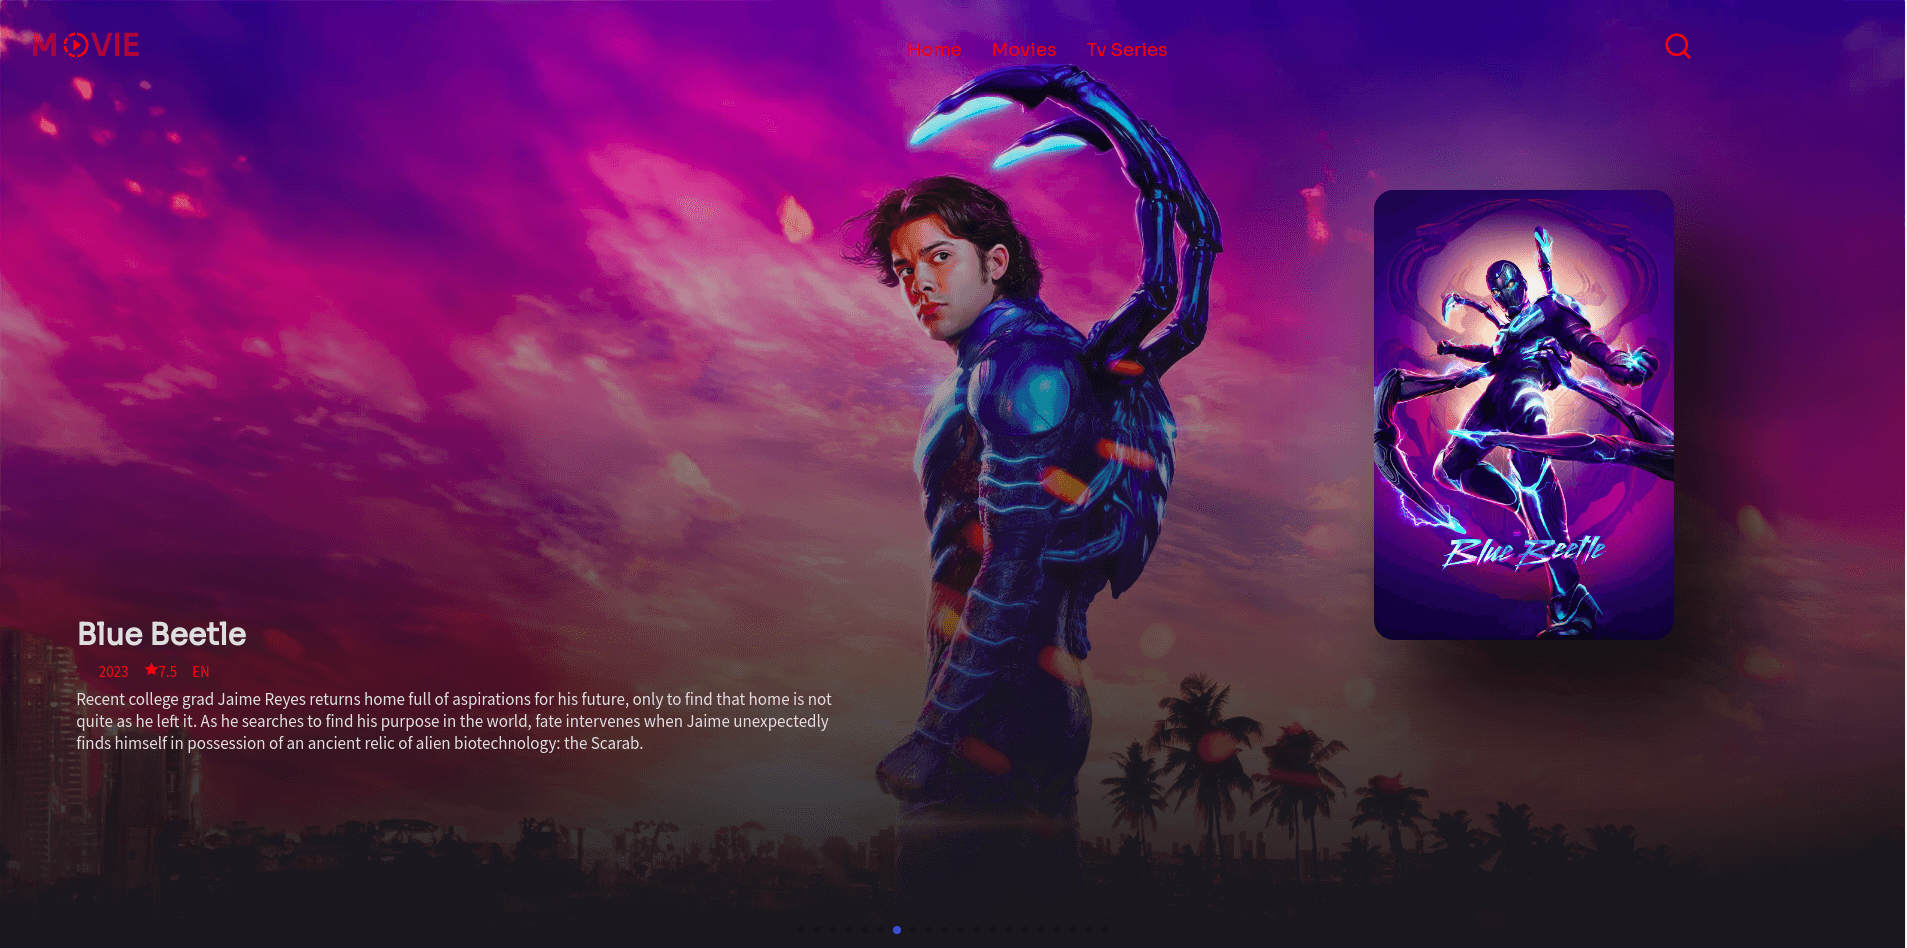 MOVIE
Home Movies Tv Series
Blue Beetle
Blue Beetle
2023 7.5 EN
Recent college grad Jaime Reyes returns home full of aspirations for his future, only to find that home is not
quite as he left it. As he searches to find his purpose in the world, fate intervenes when Jaime unexpectedly
finds himself in possession of an ancient relic of alien biotechnology: the Scarab.